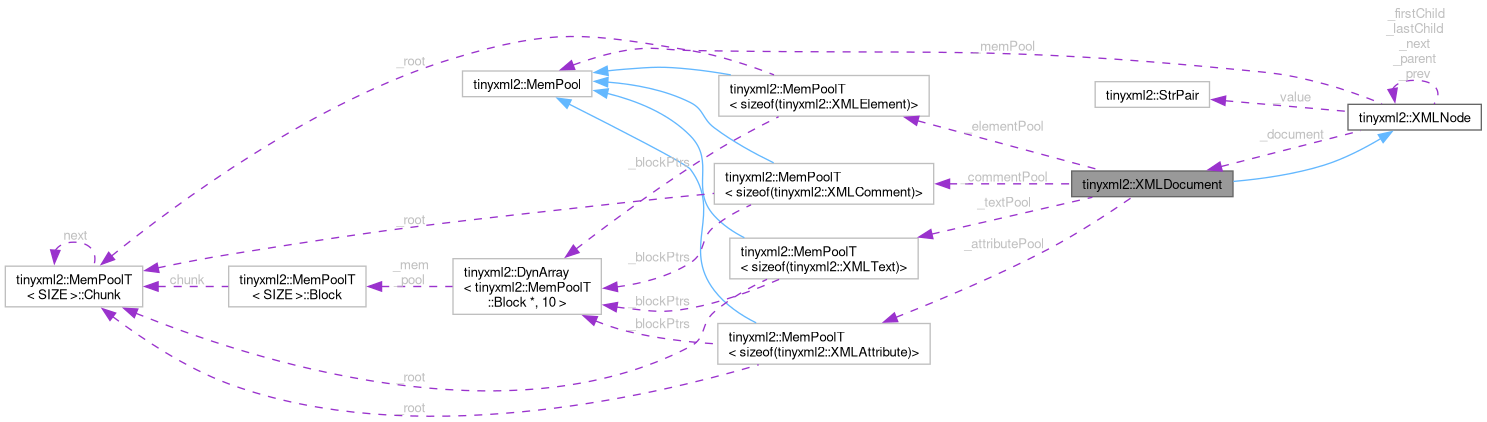 _firstChild
_lastChild
_next
_parent
_prev
_memPool
_root
tinyxml2::MemPool
tinyxml2::MemPoolT
< sizeof(tinyxml2::XMLElement)>
tinyxml2::StrPair
_value
tinyxml2::XMLNode
_elementPool
_document
_blockPtrs
tinyxml2::MemPoolT
< sizeof(tinyxml2::XMLComment)>
_commentPool
tinyxml2::XMLDocument
_root
_textPool
_next
tinyxml2::MemPoolT
< sizeof(tinyxml2::XMLText)>
_attributePool
_blockPtrs
tinyxml2::MemPoolT
< SIZE >::Chunk
chunk
tinyxml2::MemPoolT
< SIZE >::Block
_mem
_pool
tinyxml2::DynArray
< tinyxml2::MemPoolT
::Block *, 10 >
_blockPtrs
_blockPtrs
tinyxml2::MemPoolT
< sizeof(tinyxml2::XMLAttribute)>
_root
_root